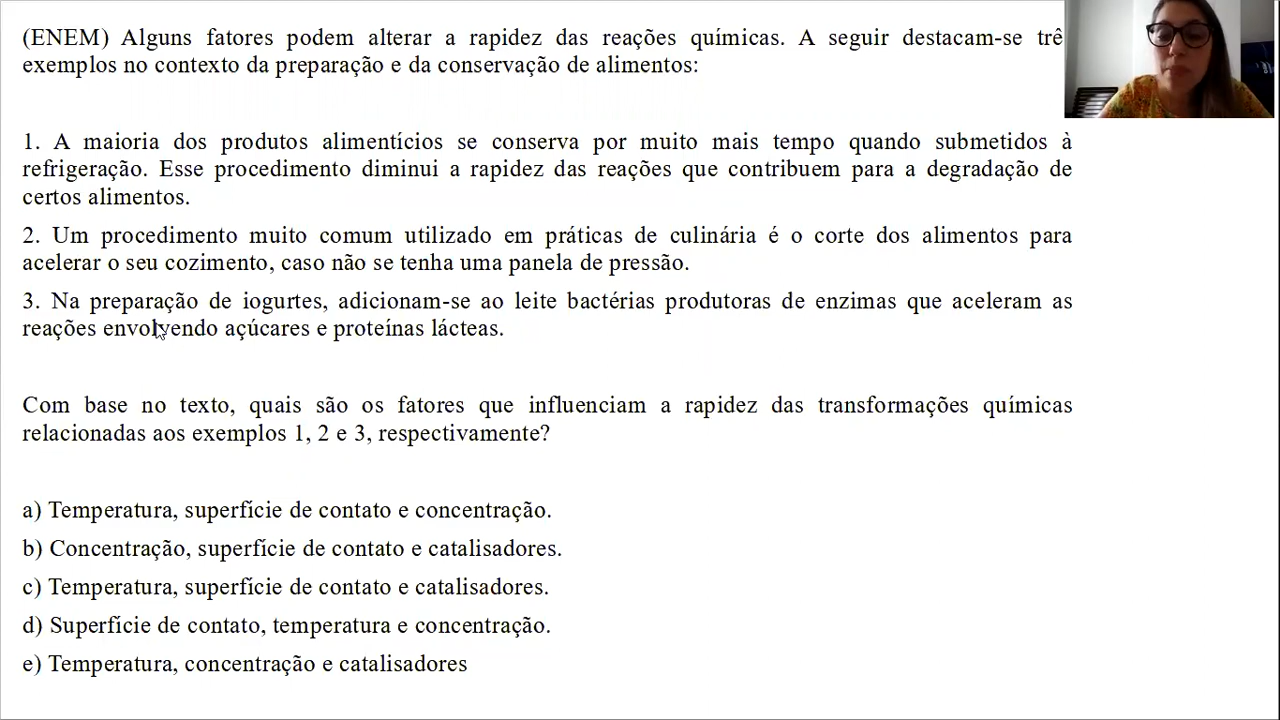 (ENEM) Alguns fatores podem alterar a rapidez das reações químicas. A seguir destacam-se trê
exemplos no contexto da preparação e da conservação de alimentos:
1. A maioria dos produtos alimentícios se conserva por muito mais tempo quando submetidos à
refrigeração. Esse procedimento diminui a rapidez das reações que contribuem para a degradação de
certos alimentos.
2. Um procedimento muito comum utilizado em práticas de culinária é o corte dos alimentos para
acelerar o seu cozimento, caso não se tenha uma panela de pressão.
3. Na preparação de iogurtes, adicionam-se ao leite bactérias produtoras de enzimas que aceleram as
reações envolvendo açúcares e proteínas lácteas.
Com base no texto, quais são os fatores que influenciam a rapidez das transformações químicas
relacionadas aos exemplos 1, 2 e 3, respectivamente?
a) Temperatura, superfície de contato e concentração.
b) Concentração, superfície de contato e catalisadores.
c) Temperatura, superfície de contato e catalisadores.
d) Superfície de contato, temperatura e concentração.
e) Temperatura, concentração e catalisadores